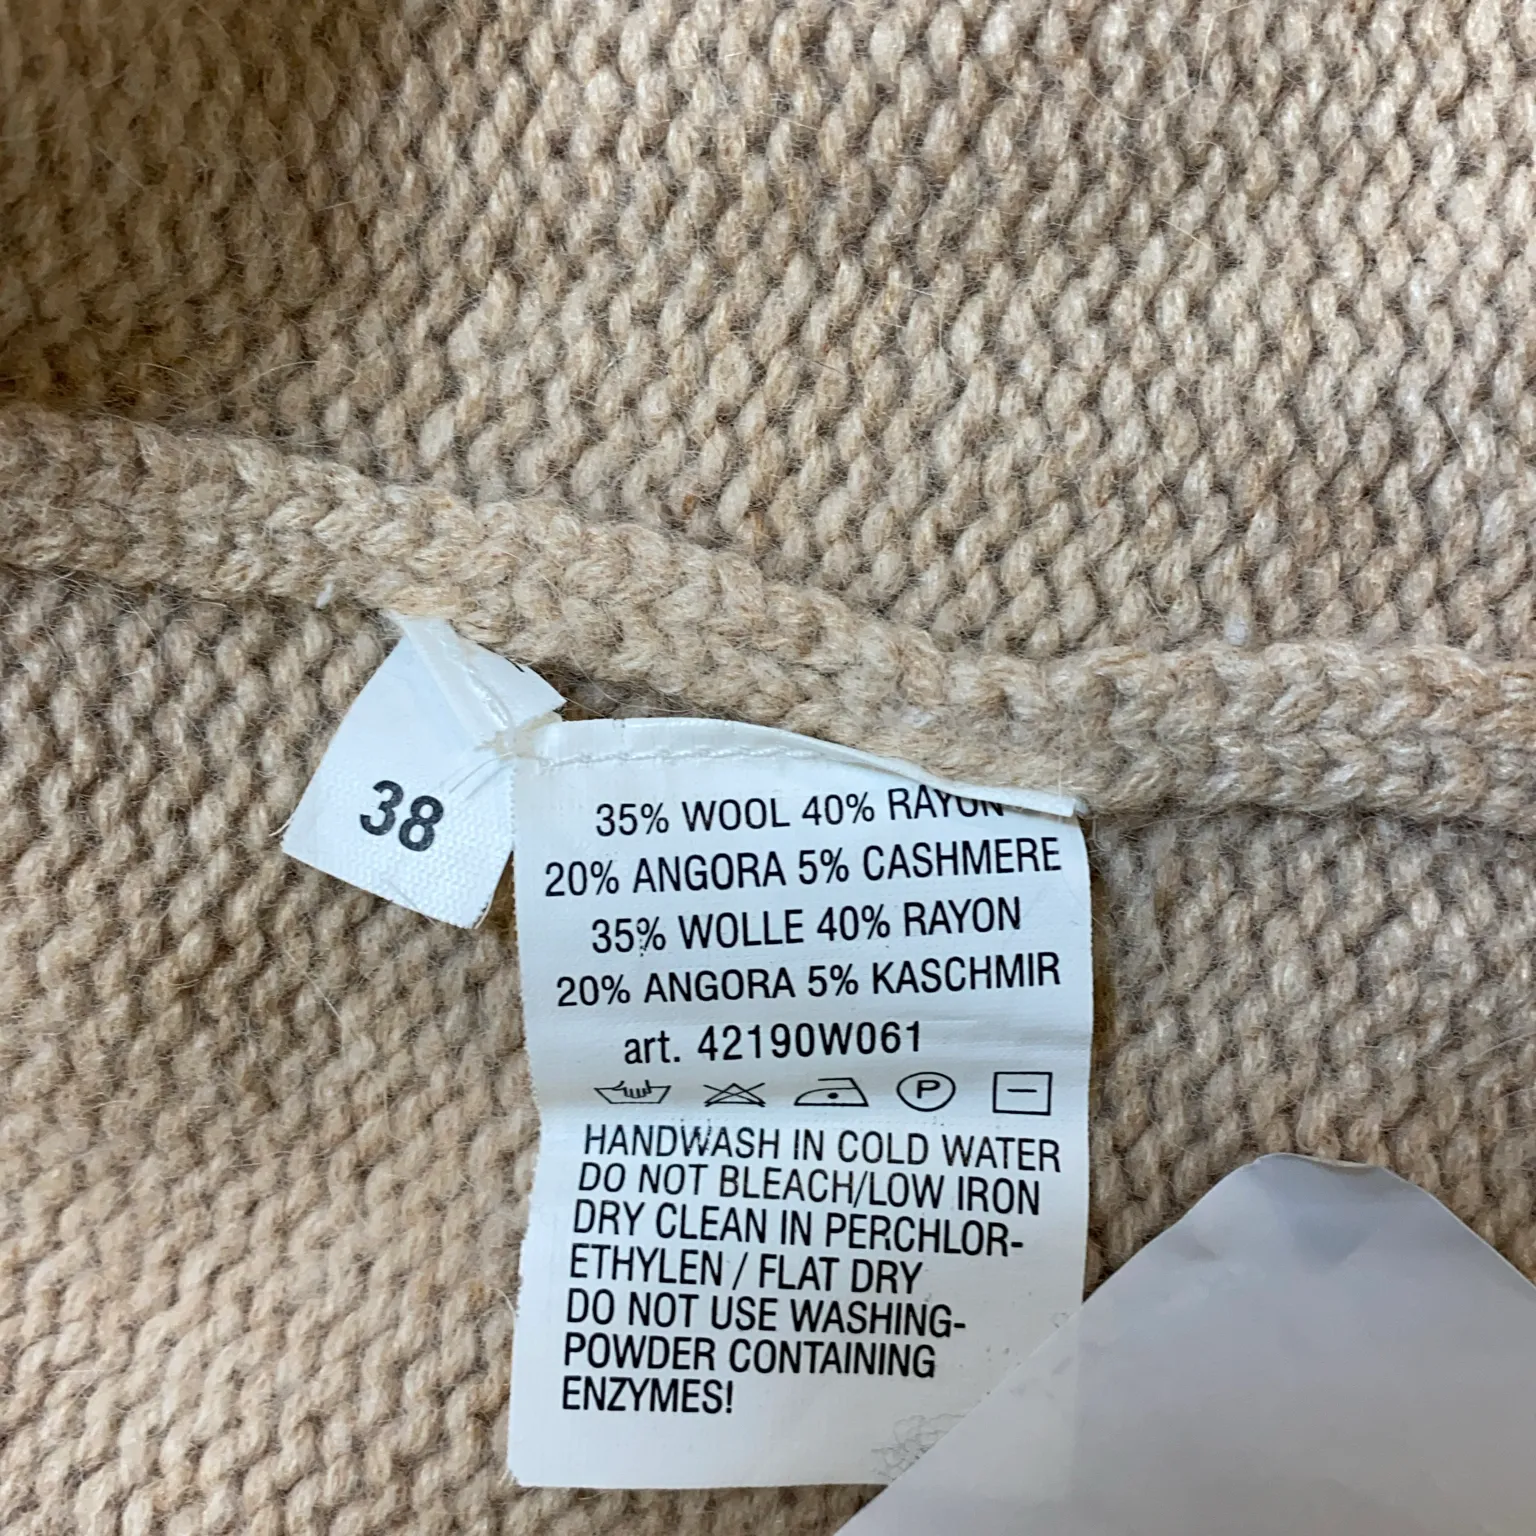 38
35% WOOL 40% RAYON
20% ANGORA 5% CASHMERE
35% WOLLE 40% RAYON
20% ANGORA 5% KASCHMIR
art. 42190W061
P
HANDWASH IN COLD WATER
DO NOT BLEACH/LOW IRON
DRY CLEAN IN PERCHLOR-
ETHYLEN / FLAT DRY
DO NOT USE WASHING-
POWDER CONTAINING
ENZYMES!